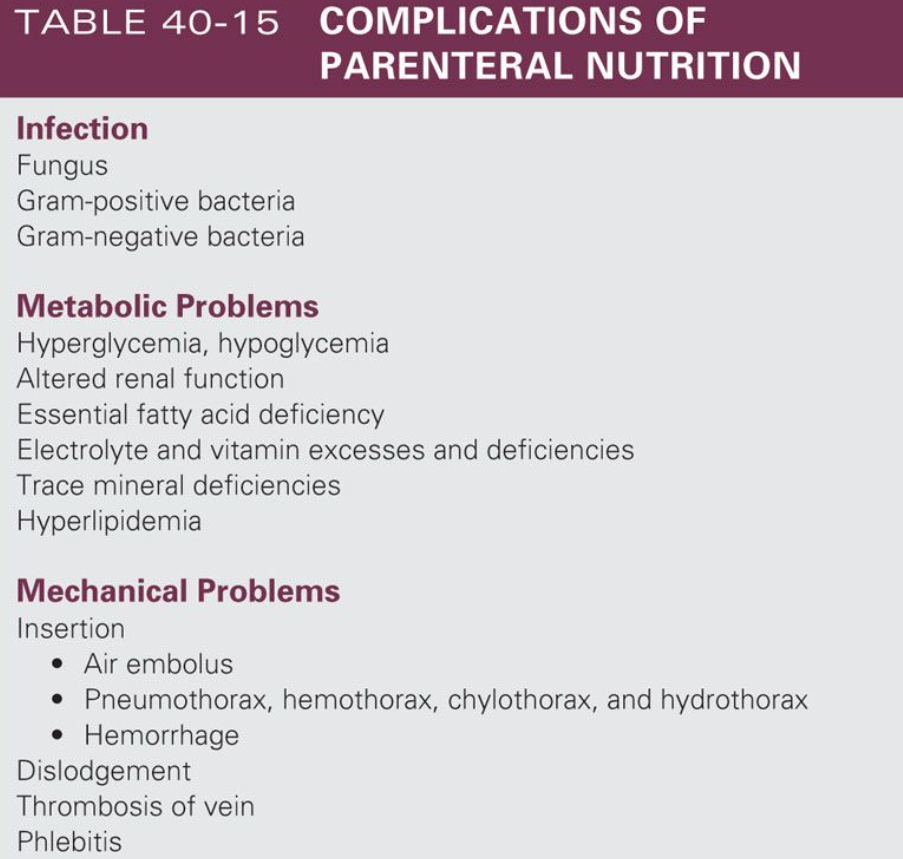 TABLE 40-15 COMPLICATIONS OF
PARENTERAL NUTRITION
Infection
Fungus
Gram-positive bacteria
Gram-negative bacteria
Metabolic Problems
Hyperglycemia, hypoglycemia
Altered renal function
Essential fatty acid deficiency
Electrolyte and vitamin excesses and deficiencies
Trace mineral deficiencies
Hyperlipidemia
Mechanical Problems
Insertion
• Air embolus
• Pneumothorax, hemothorax, chylothorax, and hydrothorax
• Hemorrhage
Dislodgement
Thrombosis of vein
Phlebitis